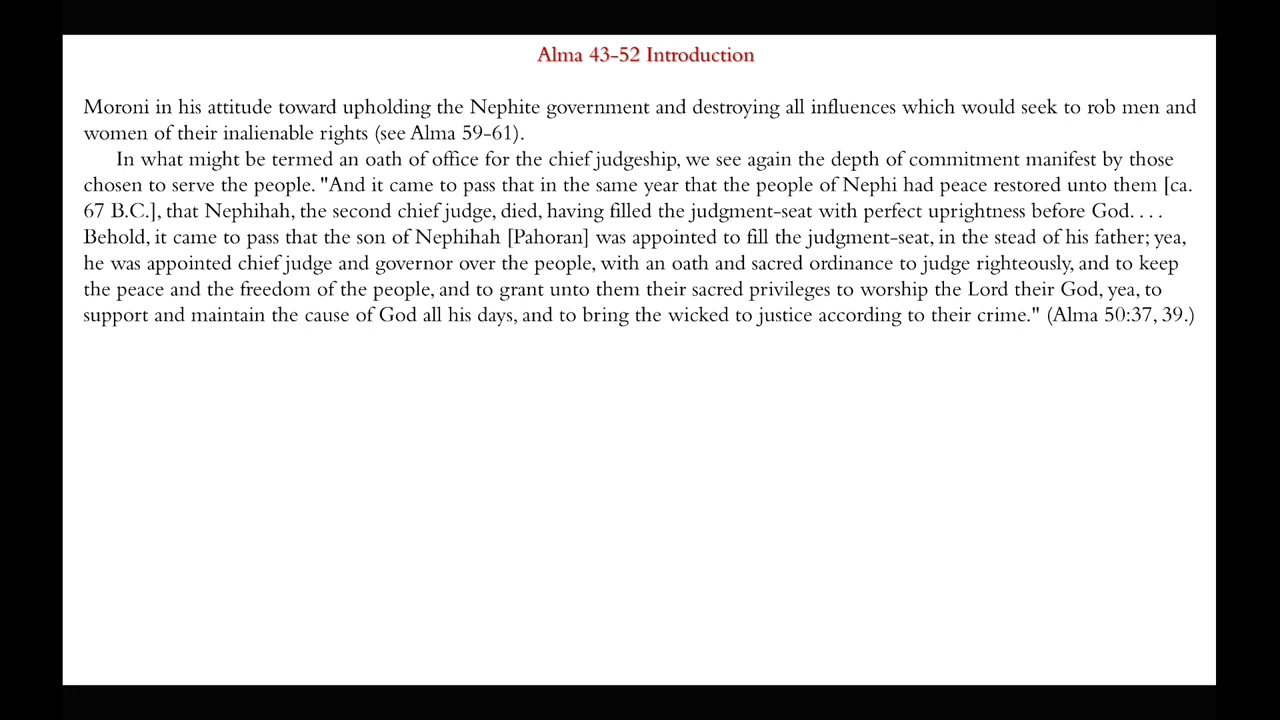 Alma 43-52 Introduction
Moroni in his attitude toward upholding the Nephite government and destroying all influences which would seek to rob men and
women of their inalienable rights (see Alma 59-61).
In what might be termed an oath of office for the chief judgeship, we see again the depth of commitment manifest by those
chosen to serve the people. "And it came to pass that in the same year that the people of Nephi had peace restored unto them [ca.
67 B.C.], that Nephihah, the second chief judge, died, having filled the judgment-seat with perfect uprightness before God. . . .
Behold, it came to pass that the son of Nephihah [Pahoran] was appointed to fill the judgment-seat, in the stead of his father; yea,
he was appointed chief judge and governor over the people, with an oath and sacred ordinance to judge righteously, and to keep
the peace and the freedom of the people, and to grant unto them their sacred privileges to worship the Lord their God, yea, to
support and maintain the cause of God all his days, and to bring the wicked to justice according to their crime." (Alma 50:37, 39.)